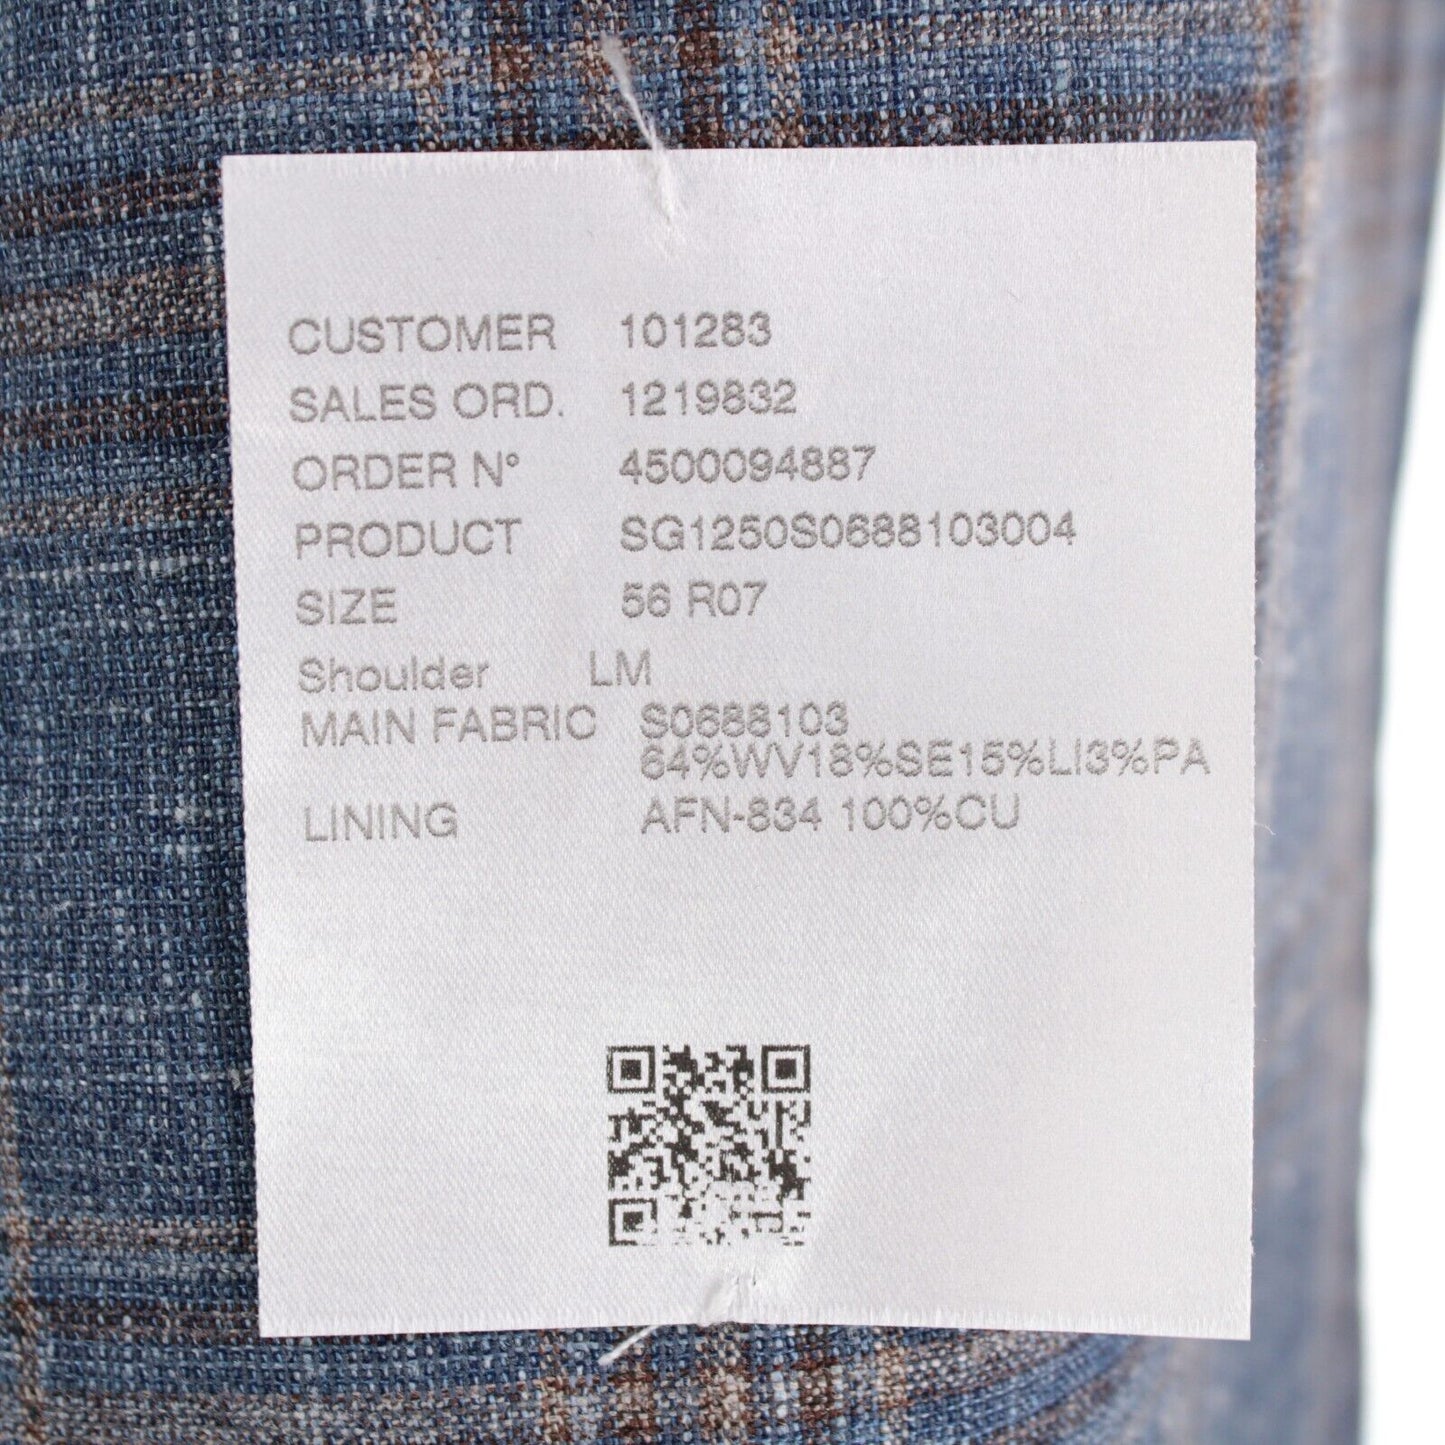 CUSTOMER 101283
SALES ORD. 1219832
ORDER N° 4500094887
PRODUCT SG1250S0688103004
SIZE 56 R07
Shoulder LM
MAIN FABRIC S0688103
64%WV18%SE15%LI3%PA
LINING AFN-834 100%CU